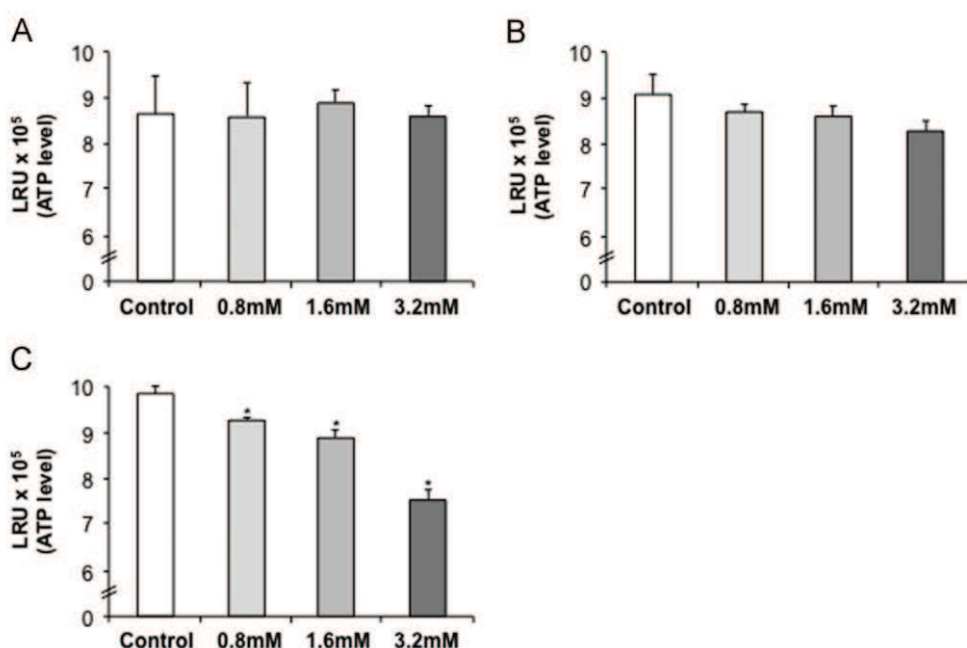 A
LRU x 10⁵
(ATP level)
10
9
8
7
6
0
Control 0.8mM 1.6mM 3.2mM
B
LRU x 10⁵
(ATP level)
10
9
8
7
6
0
Control 0.8mM 1.6mM 3.2mM
C
LRU x 10⁵
(ATP level)
10
9
8
7
6
0
* * *
Control 0.8mM 1.6mM 3.2mM